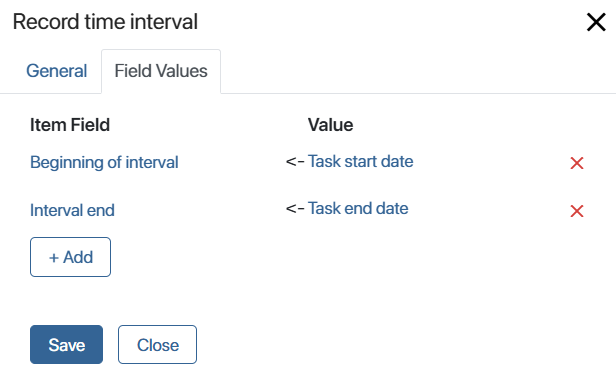 Record time interval
General Field Values
Item Field Value
Beginning of interval <- Task start date
Interval end <- Task end date
+ Add
Save Close